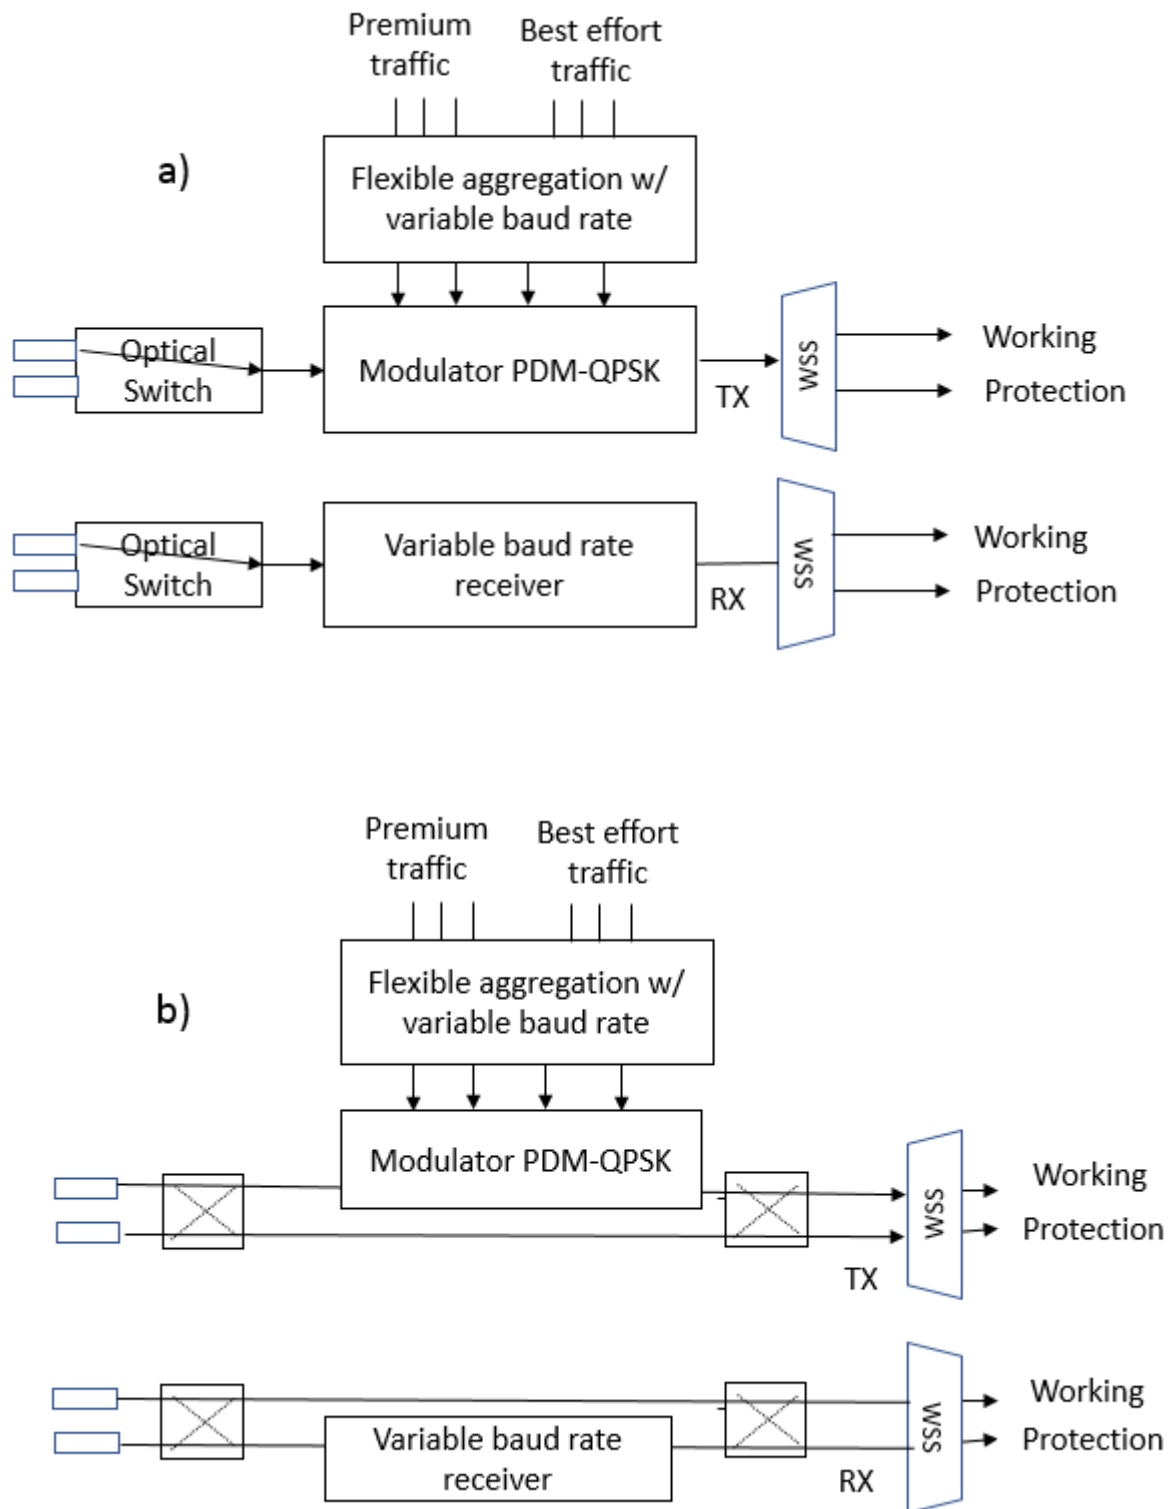 Premium
traffic
Best effort
traffic
a)
Flexible aggregation w/
variable baud rate
Optical
Switch
Modulator PDM-QPSK
TX
WSS
Working
Protection
Optical
Switch
Variable baud rate
receiver
RX
WSS
Working
Protection
Premium
traffic
Best effort
traffic
b)
Flexible aggregation w/
variable baud rate
Modulator PDM-QPSK
TX
WSS
Working
Protection
Variable baud rate
receiver
RX
WSS
Working
Protection